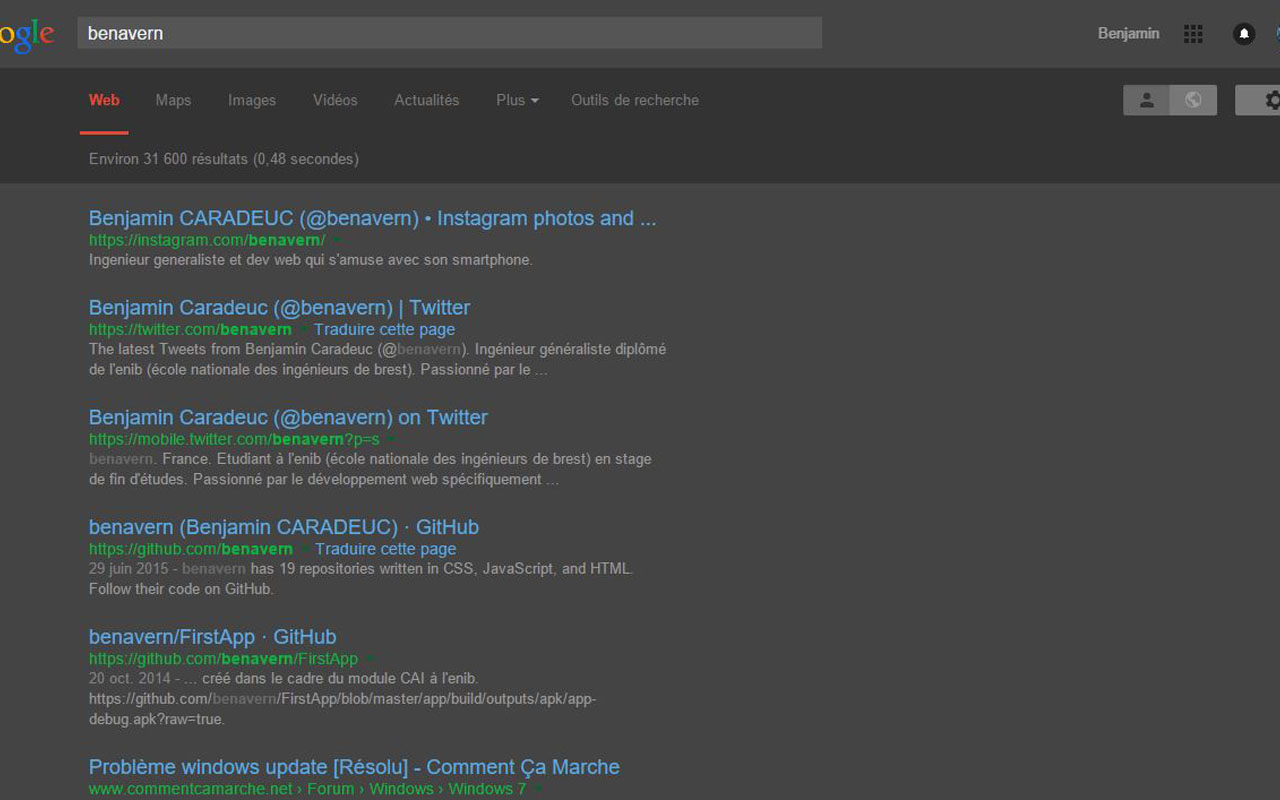 ogle benavern Benjamin
Web Maps Images Vidéos Actualités Plus Outils de recherche
Environ 31 600 résultats (0,48 secondes)
Benjamin CARADEUC (@benavern) • Instagram photos and ...
https://instagram.com/benavern/
Ingenieur generaliste et dev web qui s'amuse avec son smartphone.
Benjamin Caradeuc (@benavern) | Twitter
https://twitter.com/benavern Traduire cette page
The latest Tweets from Benjamin Caradeuc (@benavern). Ingénieur généraliste diplômé
de l'enib (école nationale des ingénieurs de brest). Passionné par le ...
Benjamin Caradeuc (@benavern) on Twitter
https://mobile.twitter.com/benavern?p=s
benavern. France. Etudiant à l'enib (école nationale des ingénieurs de brest) en stage
de fin d'études. Passionné par le développement web spécifiquement ...
benavern (Benjamin CARADEUC) · GitHub
https://github.com/benavern Traduire cette page
29 juin 2015 - benavern has 19 repositories written in CSS, JavaScript, and HTML.
Follow their code on GitHub.
benavern/FirstApp · GitHub
https://github.com/benavern/FirstApp
20 oct. 2014 - ... créé dans le cadre du module CAI à l'enib.
https://github.com/benavern/FirstApp/blob/master/app/build/outputs/apk/app-
debug.apk?raw=true.
Problème windows update [Résolu] - Comment Ça Marche
www.commentcamarche.net › Forum › Windows › Windows 7